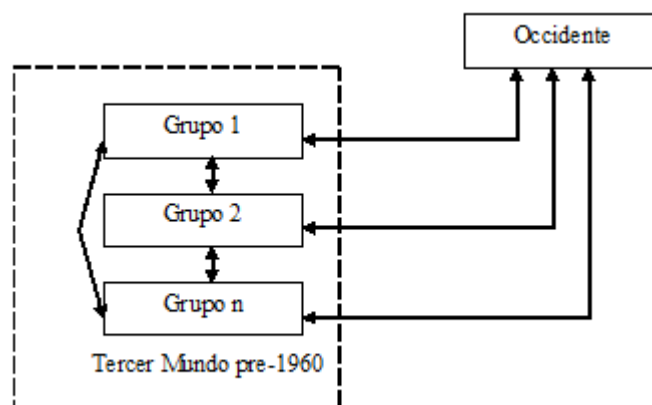 Occidente
Grupo 1
Grupo 2
Grupo n
Tercer Mundo pre-1960